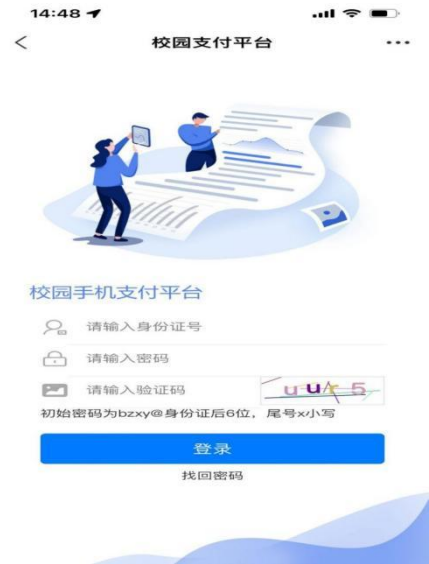 14:48
校园支付平台
校园手机支付平台
请输入身份证号
请输入密码
请输入验证码
uur5
初始密码为bzxy@身份证后6位，尾号x小写
登录
找回密码